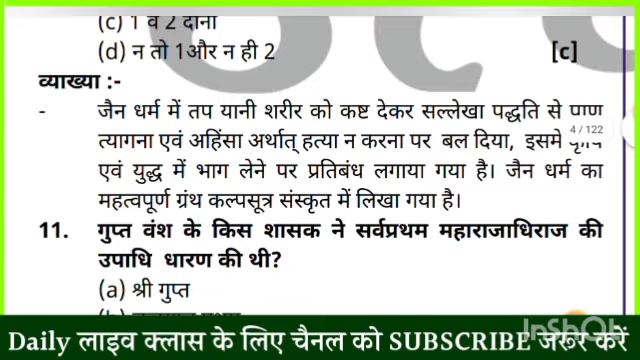 (c) 1 व 2 दोनों
(d) न तो 1और न ही 2 [c]
व्याख्या :-
- जैन धर्म में तप यानी शरीर को कष्ट देकर सल्लेखा पद्धति से प्राण
4 / 122
त्यागना एवं अहिंसा अर्थात् हत्या न करना पर बल दिया, इसमें कृषि
एवं युद्ध में भाग लेने पर प्रतिबंध लगाया गया है। जैन धर्म का
महत्वपूर्ण ग्रंथ कल्पसूत्र संस्कृत में लिखा गया है।
11. गुप्त वंश के किस शासक ने सर्वप्रथम महाराजाधिराज की
उपाधि धारण की थी?
(a) श्री गुप्त
(b)
InShOt
Daily लाइव क्लास के लिए चैनल को SUBSCRIBE जरूर करें